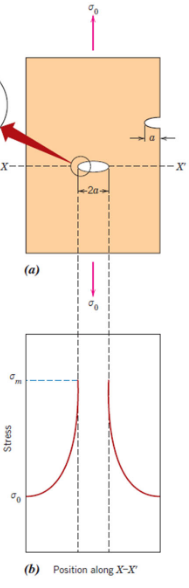 σ₀
a
X
X'
2a
σ₀
(a)
σₘ
Stress
σ₀
(b) Position along X–X'